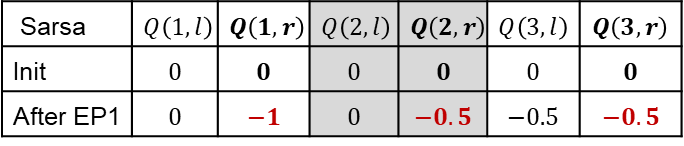 Sarsa Q(1, l) Q(1, r) Q(2, l) Q(2, r) Q(3, l) Q(3, r)
Init 0 0 0 0 0 0
After EP1 0 −1 0 −0.5 −0.5 −0.5